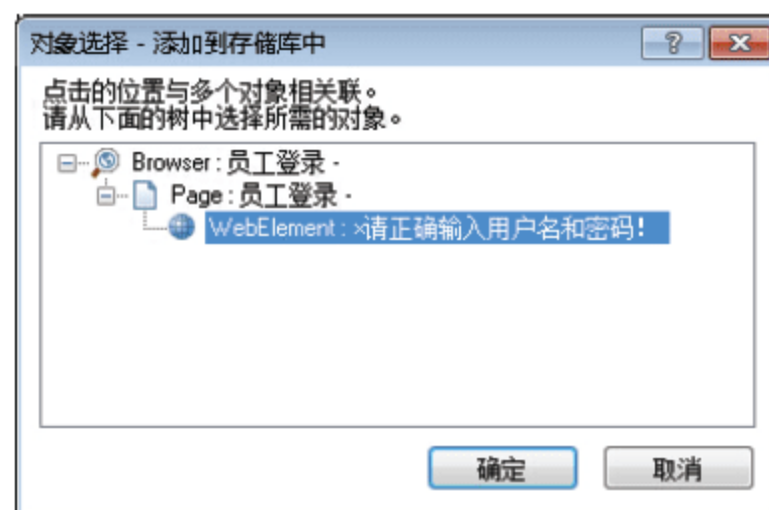 对象选择 - 添加到存储库中
点击的位置与多个对象相关联。
请从下面的树中选择所需的对象。
Browser : 员工登录 -
Page : 员工登录 -
WebElement : ×请正确输入用户名和密码!
确定 取消